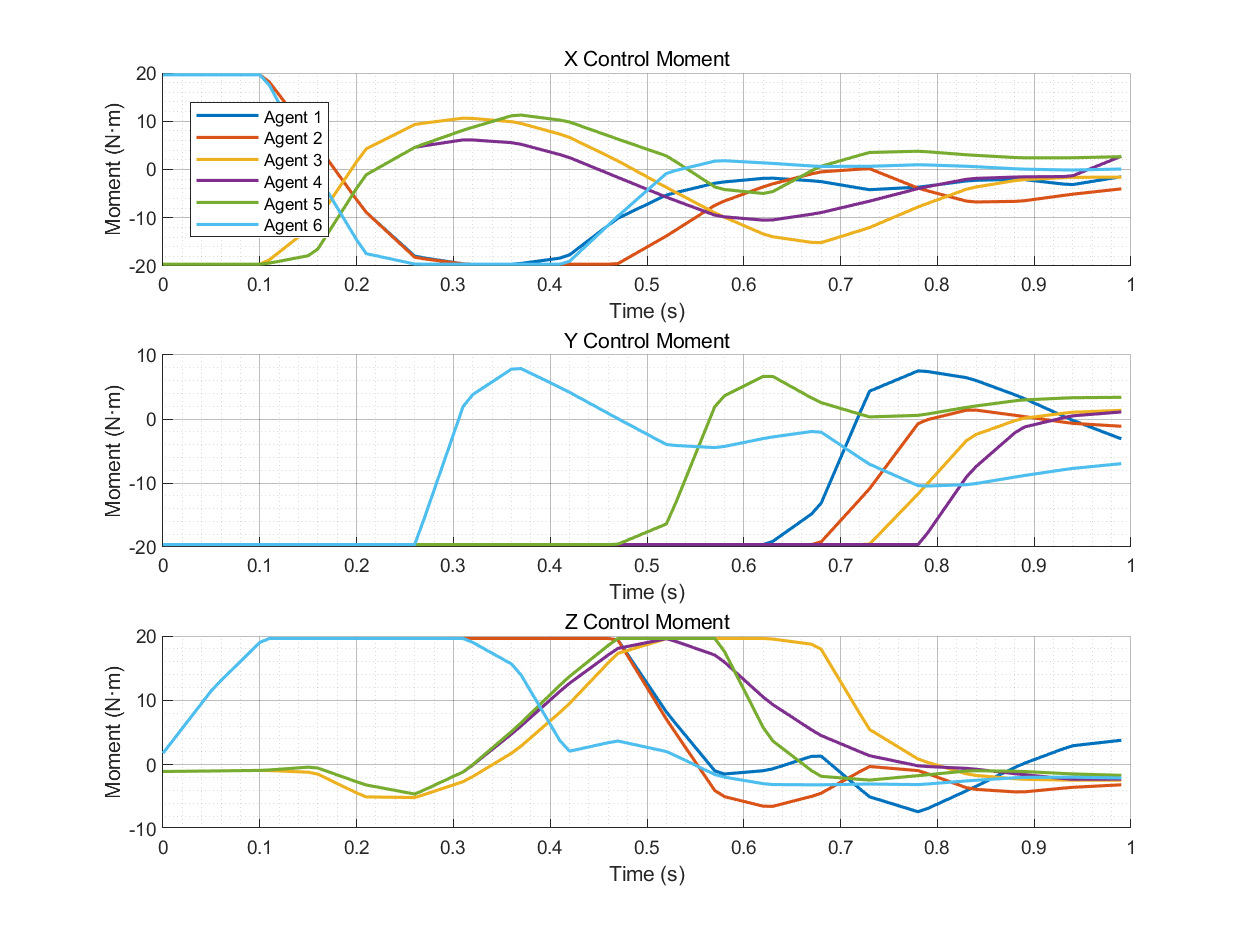 X Control Moment
20
10
0
-10
-20
Moment (N·m)
Agent 1
Agent 2
Agent 3
Agent 4
Agent 5
Agent 6
0 0.1 0.2 0.3 0.4 0.5 0.6 0.7 0.8 0.9 1
Time (s)
Y Control Moment
10
0
-10
-20
Moment (N·m)
0 0.1 0.2 0.3 0.4 0.5 0.6 0.7 0.8 0.9 1
Time (s)
Z Control Moment
20
10
0
-10
Moment (N·m)
0 0.1 0.2 0.3 0.4 0.5 0.6 0.7 0.8 0.9 1
Time (s)